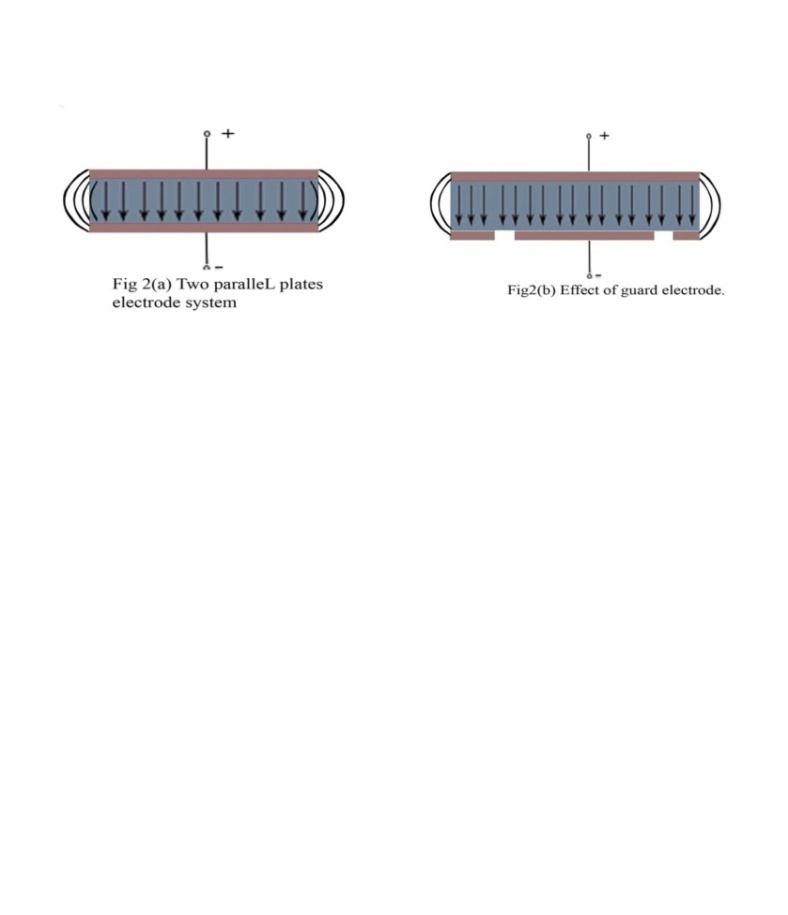 +
+
-
-
Fig 2(a) Two paralleL plates
electrode system
Fig2(b) Effect of guard electrode.